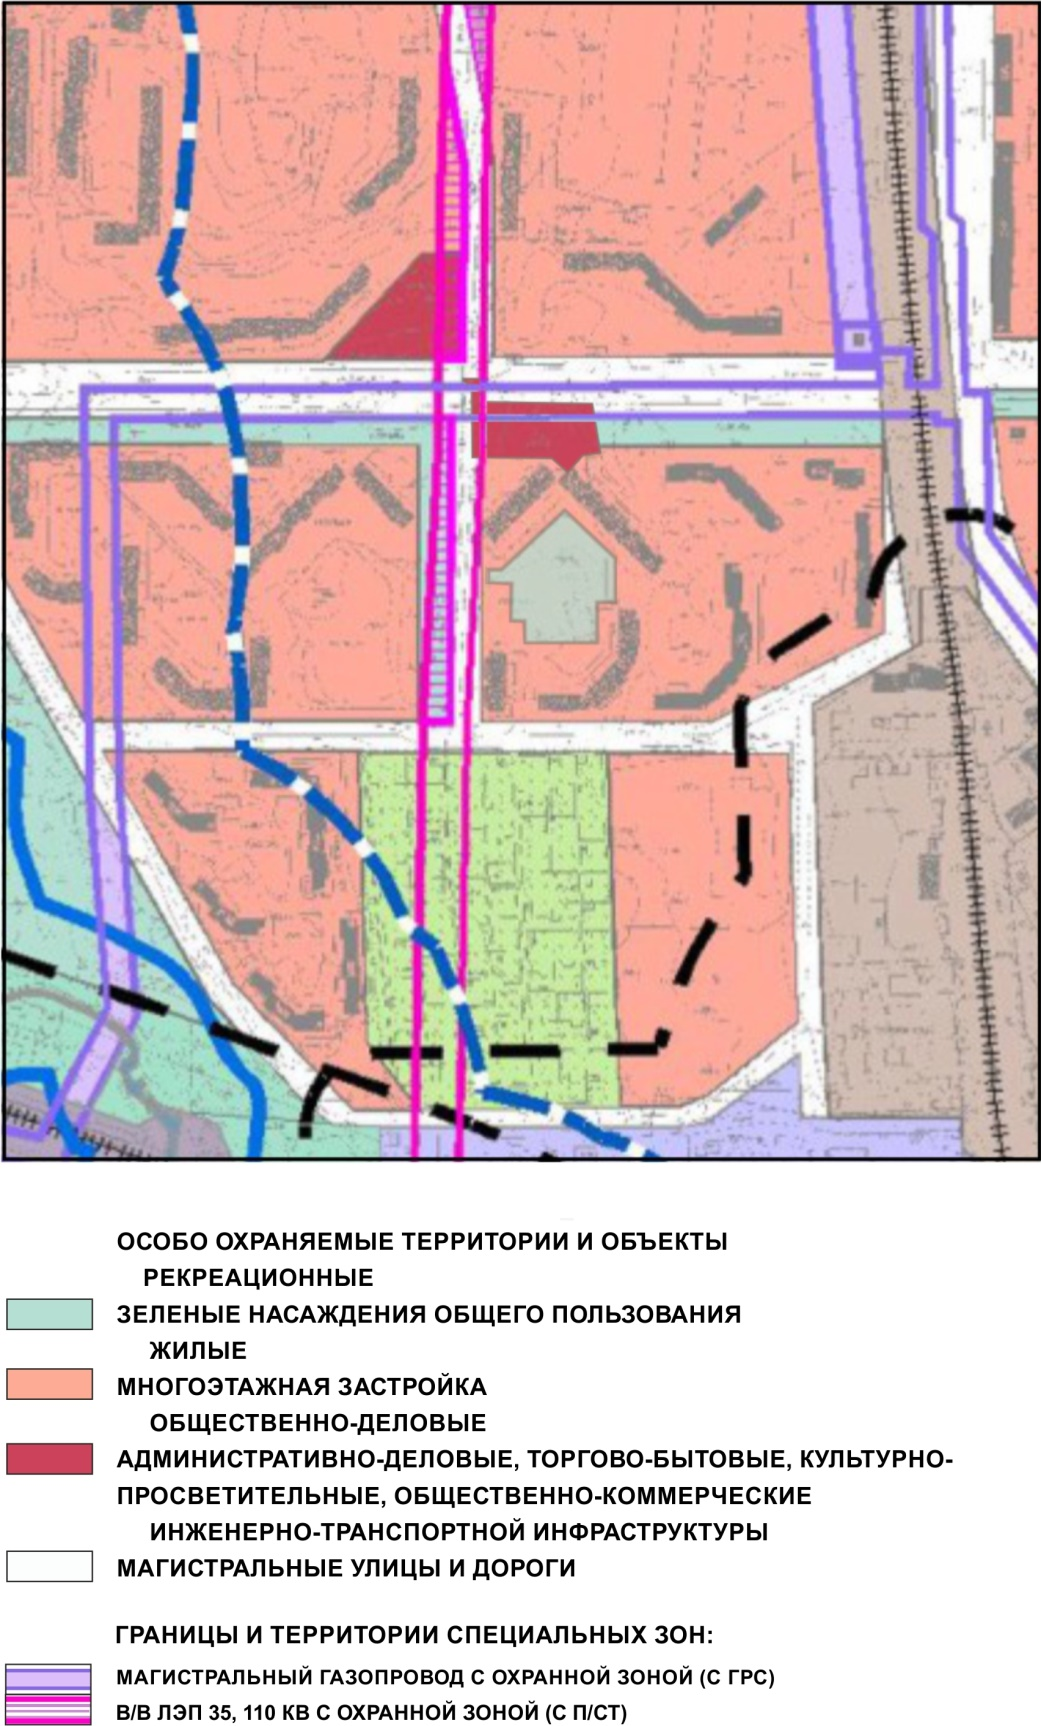 ОСОБО ОХРАНЯЕМЫЕ ТЕРРИТОРИИ И ОБЪЕКТЫ
РЕКРЕАЦИОННЫЕ
ЗЕЛЕНЫЕ НАСАЖДЕНИЯ ОБЩЕГО ПОЛЬЗОВАНИЯ
ЖИЛЫЕ
МНОГОЭТАЖНАЯ ЗАСТРОЙКА
ОБЩЕСТВЕННО-ДЕЛОВЫЕ
АДМИНИСТРАТИВНО-ДЕЛОВЫЕ, ТОРГОВО-БЫТОВЫЕ, КУЛЬТУРНО-
ПРОСВЕТИТЕЛЬНЫЕ, ОБЩЕСТВЕННО-КОММЕРЧЕСКИЕ
ИНЖЕНЕРНО-ТРАНСПОРТНОЙ ИНФРАСТРУКТУРЫ
МАГИСТРАЛЬНЫЕ УЛИЦЫ И ДОРОГИ
ГРАНИЦЫ И ТЕРРИТОРИИ СПЕЦИАЛЬНЫХ ЗОН:
МАГИСТРАЛЬНЫЙ ГАЗОПРОВОД С ОХРАННОЙ ЗОНОЙ (С ГРС)
В/В ЛЭП 35, 110 КВ С ОХРАННОЙ ЗОНОЙ (С П/СТ)